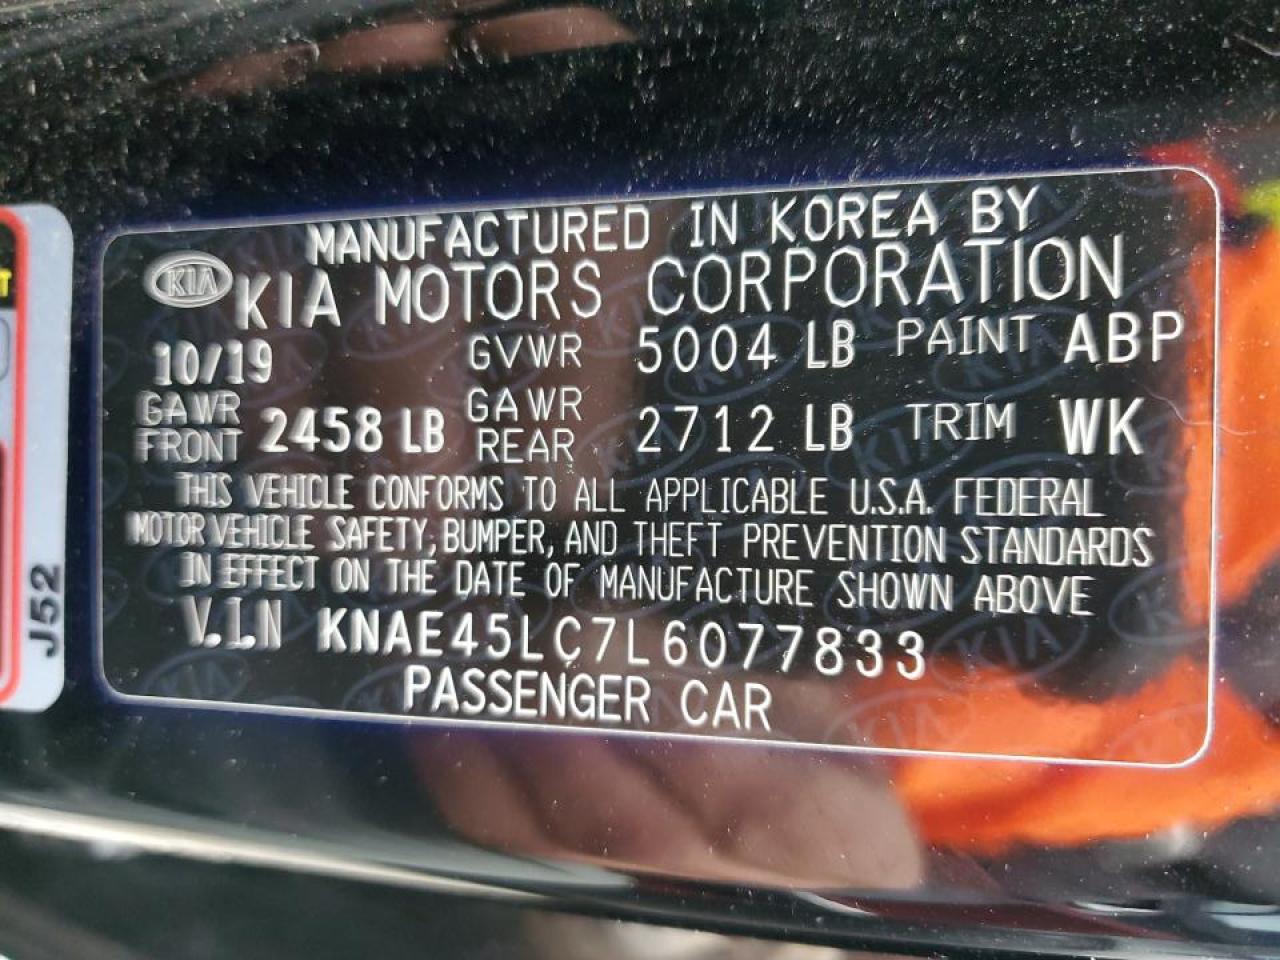 MANUFACTURED IN KOREA BY
KIA KIA MOTORS CORPORATION
10/19 GVWR 5004 LB PAINT ABP
GAWR FRONT 2458 LB GAWR REAR 2712 LB TRIM WK
THIS VEHICLE CONFORMS TO ALL APPLICABLE U.S.A. FEDERAL
MOTOR VEHICLE SAFETY, BUMPER, AND THEFT PREVENTION STANDARDS
IN EFFECT ON THE DATE OF MANUFACTURE SHOWN ABOVE
V.I.N KNAE45LC7L6077833
PASSENGER CAR
J52